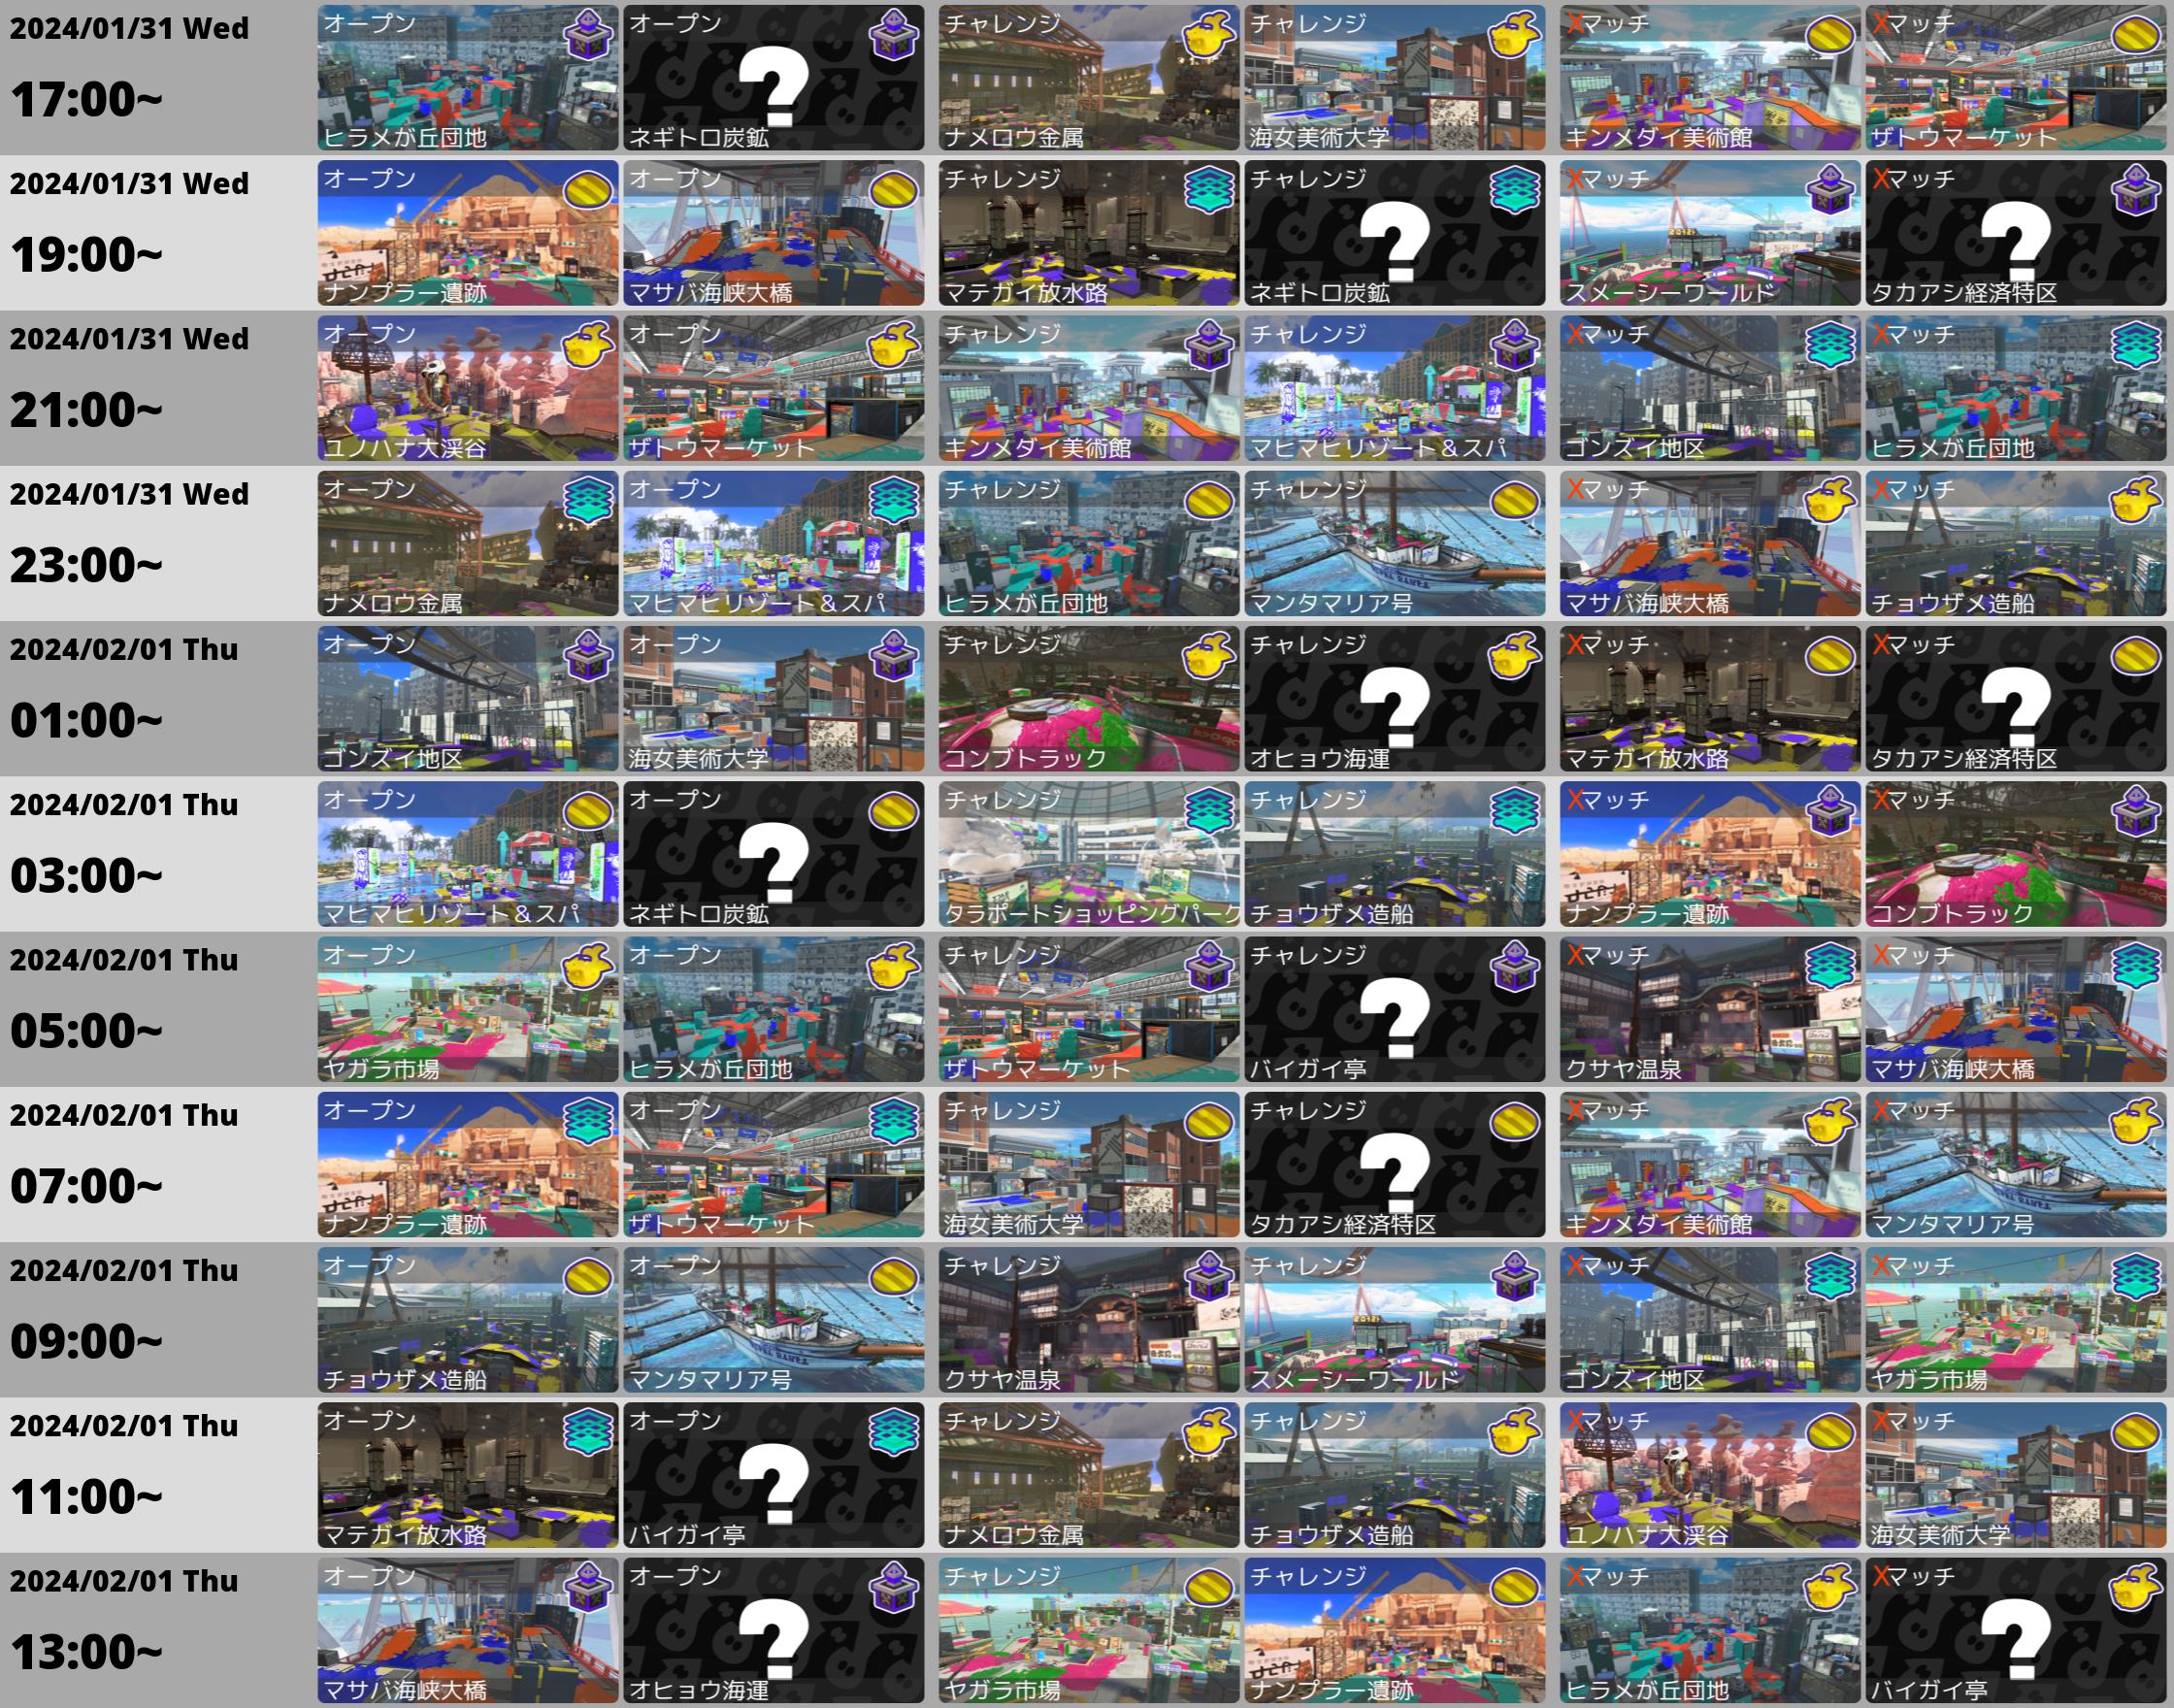 2024/01/31 Wed
17:00~
オープン
ヒラメが丘団地
オープン
ネギトロ炭鉱
チャレンジ
ナメロウ金属
チャレンジ
海女美術大学
Xマッチ
キンメダイ美術館
Xマッチ
ザトウマーケット
2024/01/31 Wed
19:00~
オープン
ナンプラー遺跡
オープン
マサバ海峡大橋
チャレンジ
マテガイ放水路
チャレンジ
ネギトロ炭鉱
Xマッチ
スメーシーワールド
Xマッチ
タカアシ経済特区
2024/01/31 Wed
21:00~
オープン
ユノハナ大渓谷
オープン
ザトウマーケット
チャレンジ
キンメダイ美術館
チャレンジ
マヒマヒリゾート&スパ
Xマッチ
ゴンズイ地区
Xマッチ
ヒラメが丘団地
2024/01/31 Wed
23:00~
オープン
ナメロウ金属
オープン
マヒマヒリゾート&スパ
チャレンジ
ヒラメが丘団地
チャレンジ
マンタマリア号
Xマッチ
マサバ海峡大橋
Xマッチ
チョウザメ造船
2024/02/01 Thu
01:00~
オープン
ゴンズイ地区
オープン
海女美術大学
チャレンジ
コンブトラック
チャレンジ
オヒョウ海運
Xマッチ
マテガイ放水路
Xマッチ
タカアシ経済特区
2024/02/01 Thu
03:00~
オープン
マヒマヒリゾート&スパ
オープン
ネギトロ炭鉱
チャレンジ
タラポートショッピングパーク
チャレンジ
チョウザメ造船
Xマッチ
ナンプラー遺跡
Xマッチ
コンブトラック
2024/02/01 Thu
05:00~
オープン
ヤガラ市場
オープン
ヒラメが丘団地
チャレンジ
ザトウマーケット
チャレンジ
バイガイ亭
Xマッチ
クサヤ温泉
Xマッチ
マサバ海峡大橋
2024/02/01 Thu
07:00~
オープン
ナンプラー遺跡
オープン
ザトウマーケット
チャレンジ
海女美術大学
チャレンジ
タカアシ経済特区
Xマッチ
キンメダイ美術館
Xマッチ
マンタマリア号
2024/02/01 Thu
09:00~
オープン
チョウザメ造船
オープン
マンタマリア号
チャレンジ
クサヤ温泉
チャレンジ
スメーシーワールド
Xマッチ
ゴンズイ地区
Xマッチ
ヤガラ市場
2024/02/01 Thu
11:00~
オープン
マテガイ放水路
オープン
バイガイ亭
チャレンジ
ナメロウ金属
チャレンジ
チョウザメ造船
Xマッチ
ユノハナ大渓谷
Xマッチ
海女美術大学
2024/02/01 Thu
13:00~
オープン
マサバ海峡大橋
オープン
オヒョウ海運
チャレンジ
ヤガラ市場
チャレンジ
ナンプラー遺跡
Xマッチ
ヒラメが丘団地
Xマッチ
バイガイ亭